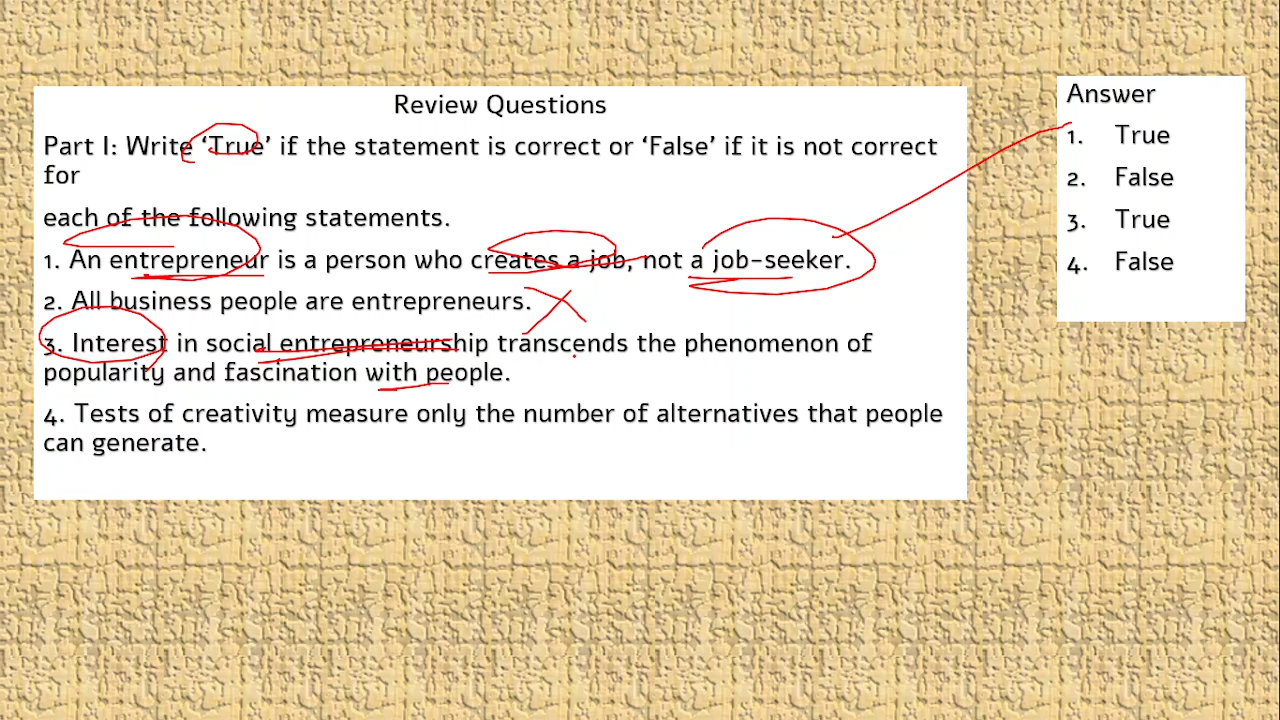 Review Questions
Part I: Write ‘True’ if the statement is correct or ‘False’ if it is not correct
for
each of the following statements.
1. An entrepreneur is a person who creates a job, not a job-seeker.
2. All business people are entrepreneurs.
3. Interest in social entrepreneurship transcends the phenomenon of
popularity and fascination with people.
4. Tests of creativity measure only the number of alternatives that people
can generate.
Answer
1. True
2. False
3. True
4. False